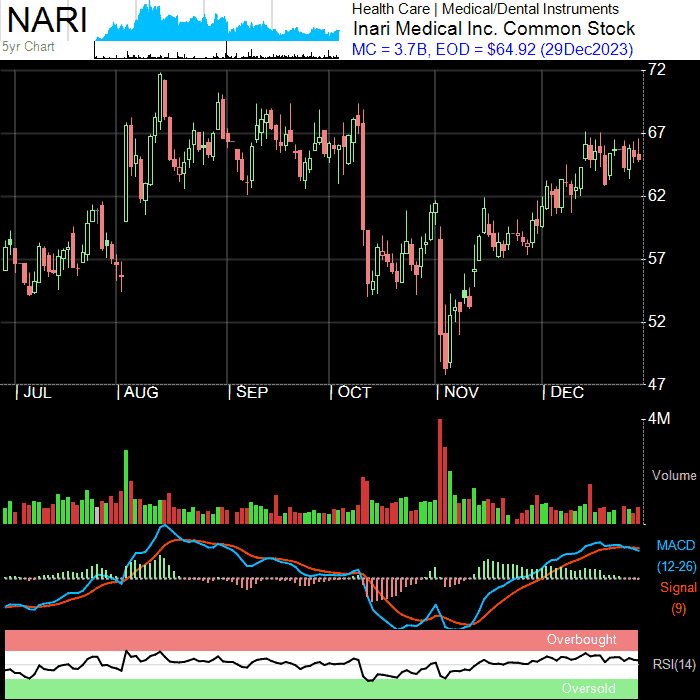 NARI
5yr Chart
Health Care | Medical/Dental Instruments
Inari Medical Inc. Common Stock
MC = 3.7B, EOD = $64.92 (29Dec2023)
72
67
62
57
52
47
| JUL | AUG | SEP | OCT | NOV | DEC
4M
Volume
MACD
(12-26)
Signal
(9)
Overbought
RSI(14)
Oversold